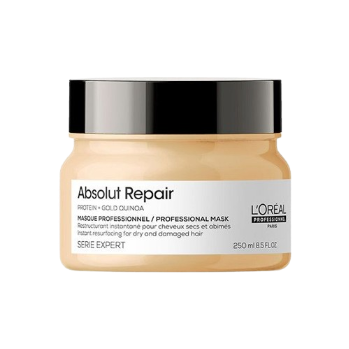 Absolut Repair
PROTEIN + GOLD QUINOA
MASQUE PROFESSIONNEL / PROFESSIONAL MASK
Restructurant instantané pour cheveux secs et abîmés
Instant resurfacing for dry and damaged hair
SERIE EXPERT
L'ORÉAL
PROFESSIONNEL
PARIS
250 ml 8.5 FL.OZ.